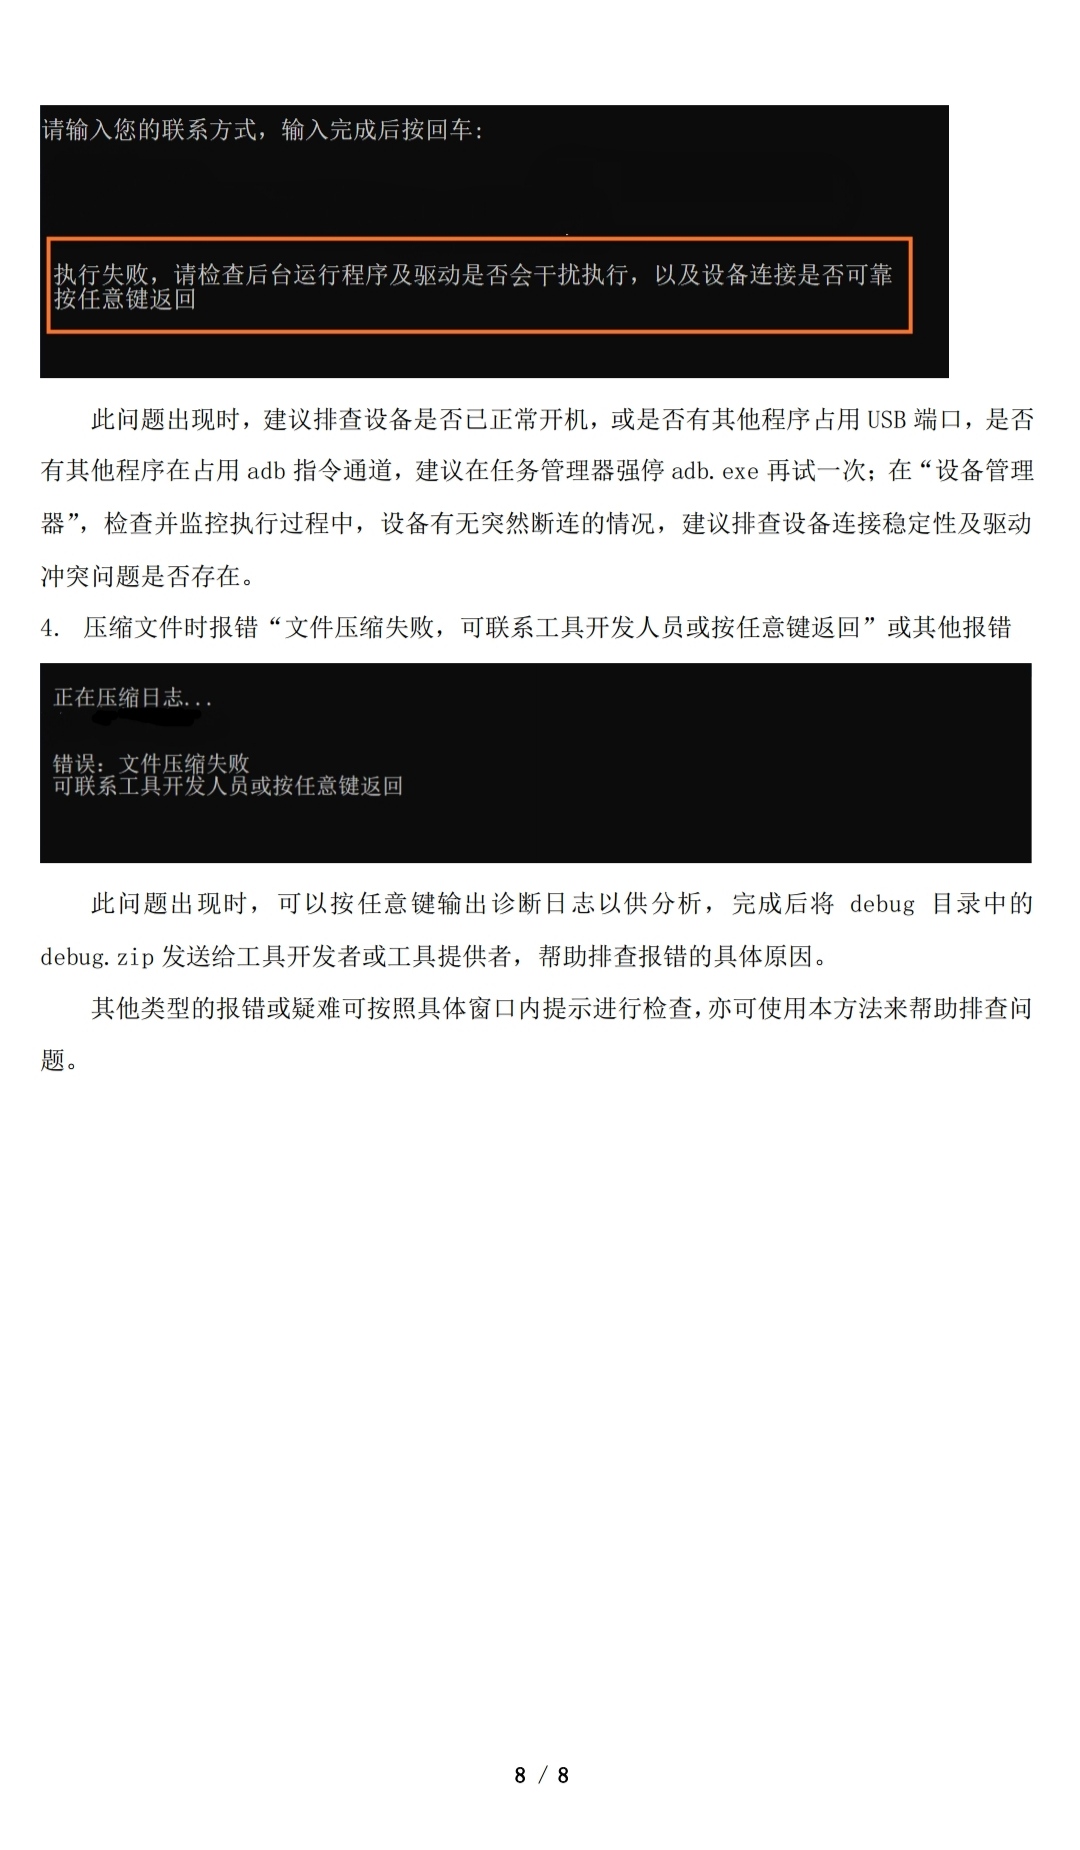 请输入您的联系方式，输入完成后按回车:
执行失败，请检查后台运行程序及驱动是否会干扰执行，以及设备连接是否可靠
按任意键返回
此问题出现时，建议排查设备是否已正常开机，或是否有其他程序占用 USB 端口，是否
有其他程序在占用 adb 指令通道，建议在任务管理器强停 adb.exe 再试一次；在“设备管理
器”，检查并监控执行过程中，设备有无突然断连的情况，建议排查设备连接稳定性及驱动
冲突问题是否存在。
4. 压缩文件时报错“文件压缩失败，可联系工具开发人员或按任意键返回”或其他报错
正在压缩日志...
错误：文件压缩失败
可联系工具开发人员或按任意键返回
此问题出现时，可以按任意键输出诊断日志以供分析，完成后将 debug 目录中的
debug.zip 发送给工具开发者或工具提供者，帮助排查报错的具体原因。
其他类型的报错或疑难可按照具体窗口内提示进行检查，亦可使用本方法来帮助排查问
题。
8 / 8